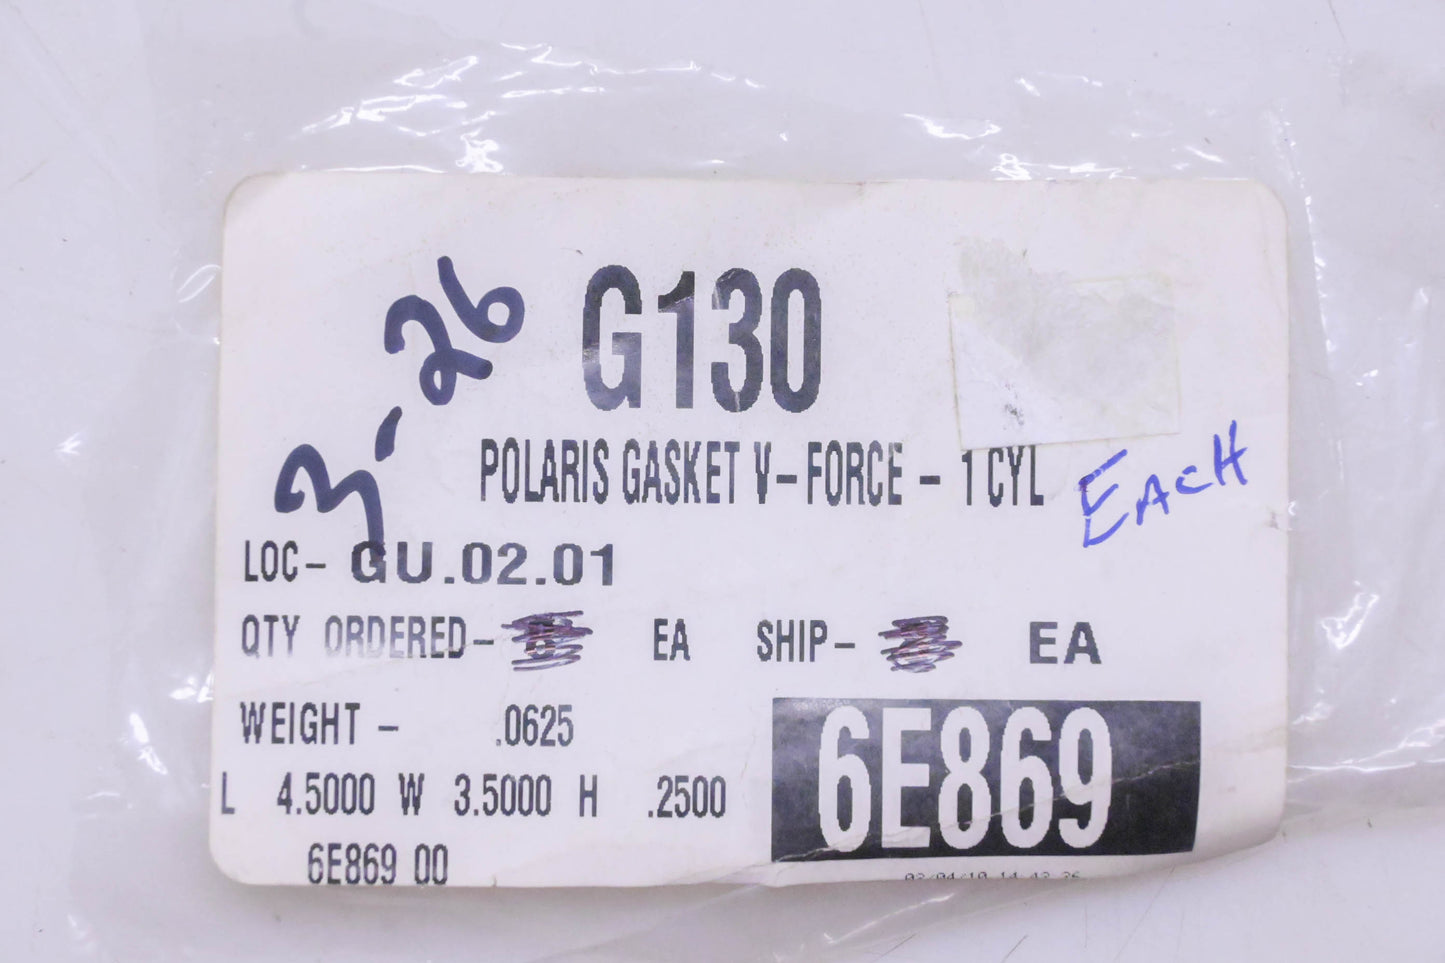 3-26
G130
POLARIS GASKET V-FORCE - 1 CYL
EACH
LOC- GU.02.01
QTY ORDERED- EA SHIP- EA
WEIGHT - .0625
L 4.5000 W 3.5000 H .2500
6E869
6E869 00